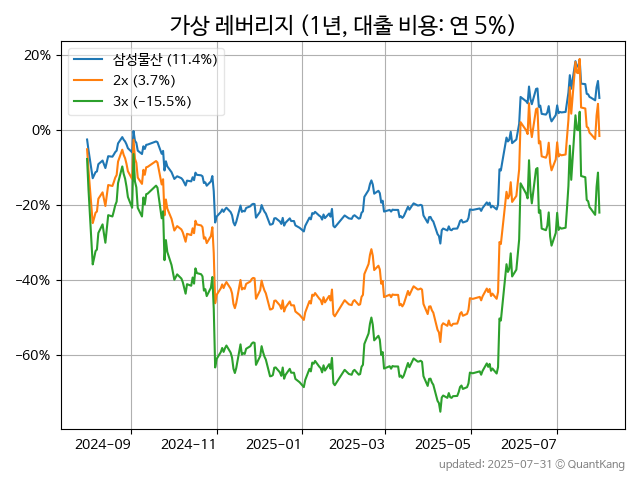 가상 레버리지 (1년, 대출 비용: 연 5%)
삼성물산 (11.4%)
2x (3.7%)
3x (−15.5%)
20%
0%
−20%
−40%
−60%
2024-09 2024-11 2025-01 2025-03 2025-05 2025-07
updated: 2025-07-31 © QuantKang